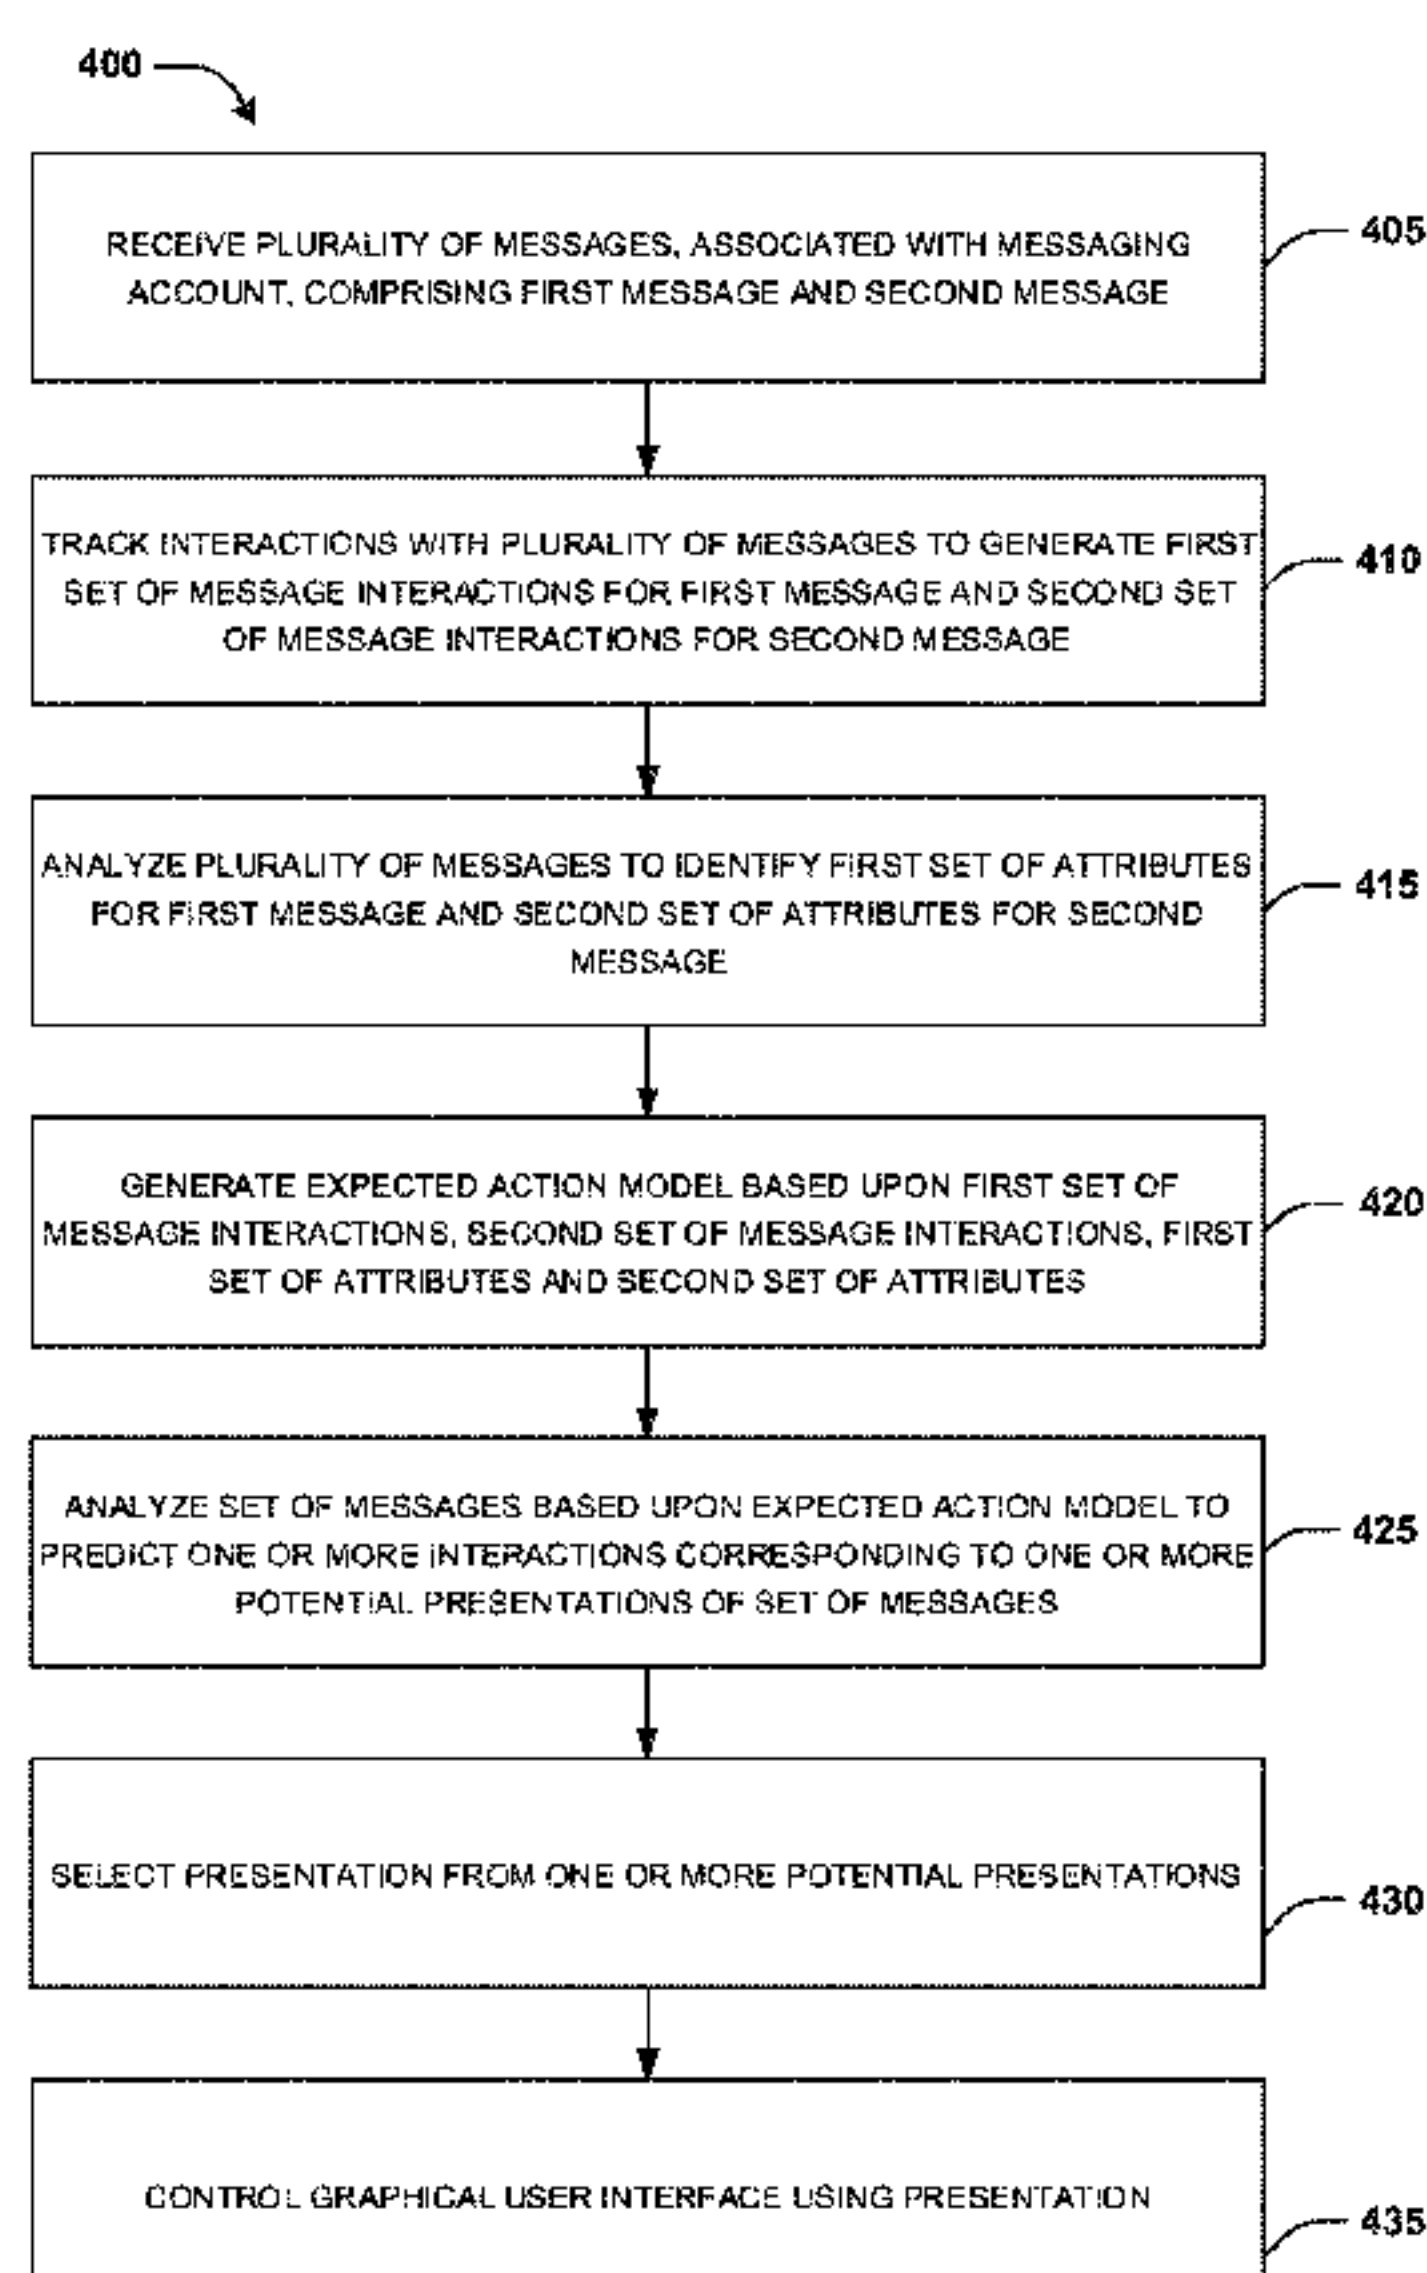 400
RECEIVE PLURALITY OF MESSAGES, ASSOCIATED WITH MESSAGING
ACCOUNT, COMPRISING FIRST MESSAGE AND SECOND MESSAGE
405
TRACK INTERACTIONS WITH PLURALITY OF MESSAGES TO GENERATE FIRST
SET OF MESSAGE INTERACTIONS FOR FIRST MESSAGE AND SECOND SET
OF MESSAGE INTERACTIONS FOR SECOND MESSAGE
410
ANALYZE PLURALITY OF MESSAGES TO IDENTIFY FIRST SET OF ATTRIBUTES
FOR FIRST MESSAGE AND SECOND SET OF ATTRIBUTES FOR SECOND
MESSAGE
415
GENERATE EXPECTED ACTION MODEL BASED UPON FIRST SET OF
MESSAGE INTERACTIONS, SECOND SET OF MESSAGE INTERACTIONS, FIRST
SET OF ATTRIBUTES AND SECOND SET OF ATTRIBUTES
420
ANALYZE SET OF MESSAGES BASED UPON EXPECTED ACTION MODEL TO
PREDICT ONE OR MORE INTERACTIONS CORRESPONDING TO ONE OR MORE
POTENTIAL PRESENTATIONS OF SET OF MESSAGES
425
SELECT PRESENTATION FROM ONE OR MORE POTENTIAL PRESENTATIONS
430
CONTROL GRAPHICAL USER INTERFACE USING PRESENTATION
435